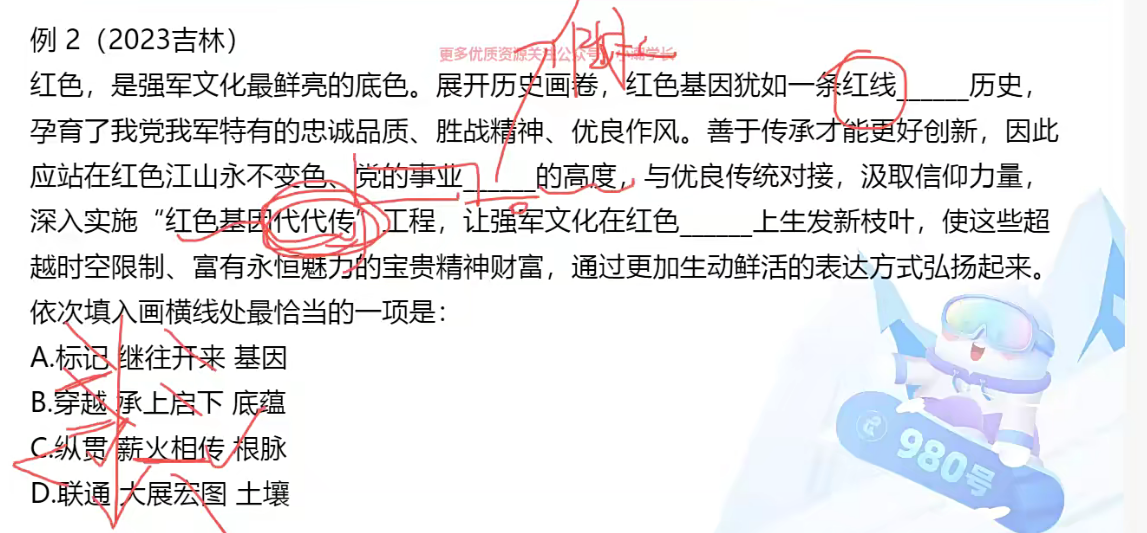 例 2（2023吉林）
更多优质资源关注公众号：小潮学长
红色，是强军文化最鲜亮的底色。展开历史画卷，红色基因犹如一条红线______历史，
孕育了我党我军特有的忠诚品质、胜战精神、优良作风。善于传承才能更好创新，因此
应站在红色江山永不变色、党的事业______的高度，与优良传统对接，汲取信仰力量，
深入实施“红色基因代代传”工程，让强军文化在红色______上生发新枝叶，使这些超
越时空限制、富有永恒魅力的宝贵精神财富，通过更加生动鲜活的表达方式弘扬起来。
依次填入画横线处最恰当的一项是：
A.标记 继往开来 基因
B.穿越 承上启下 底蕴
C.纵贯 薪火相传 根脉
D.联通 大展宏图 土壤
980号